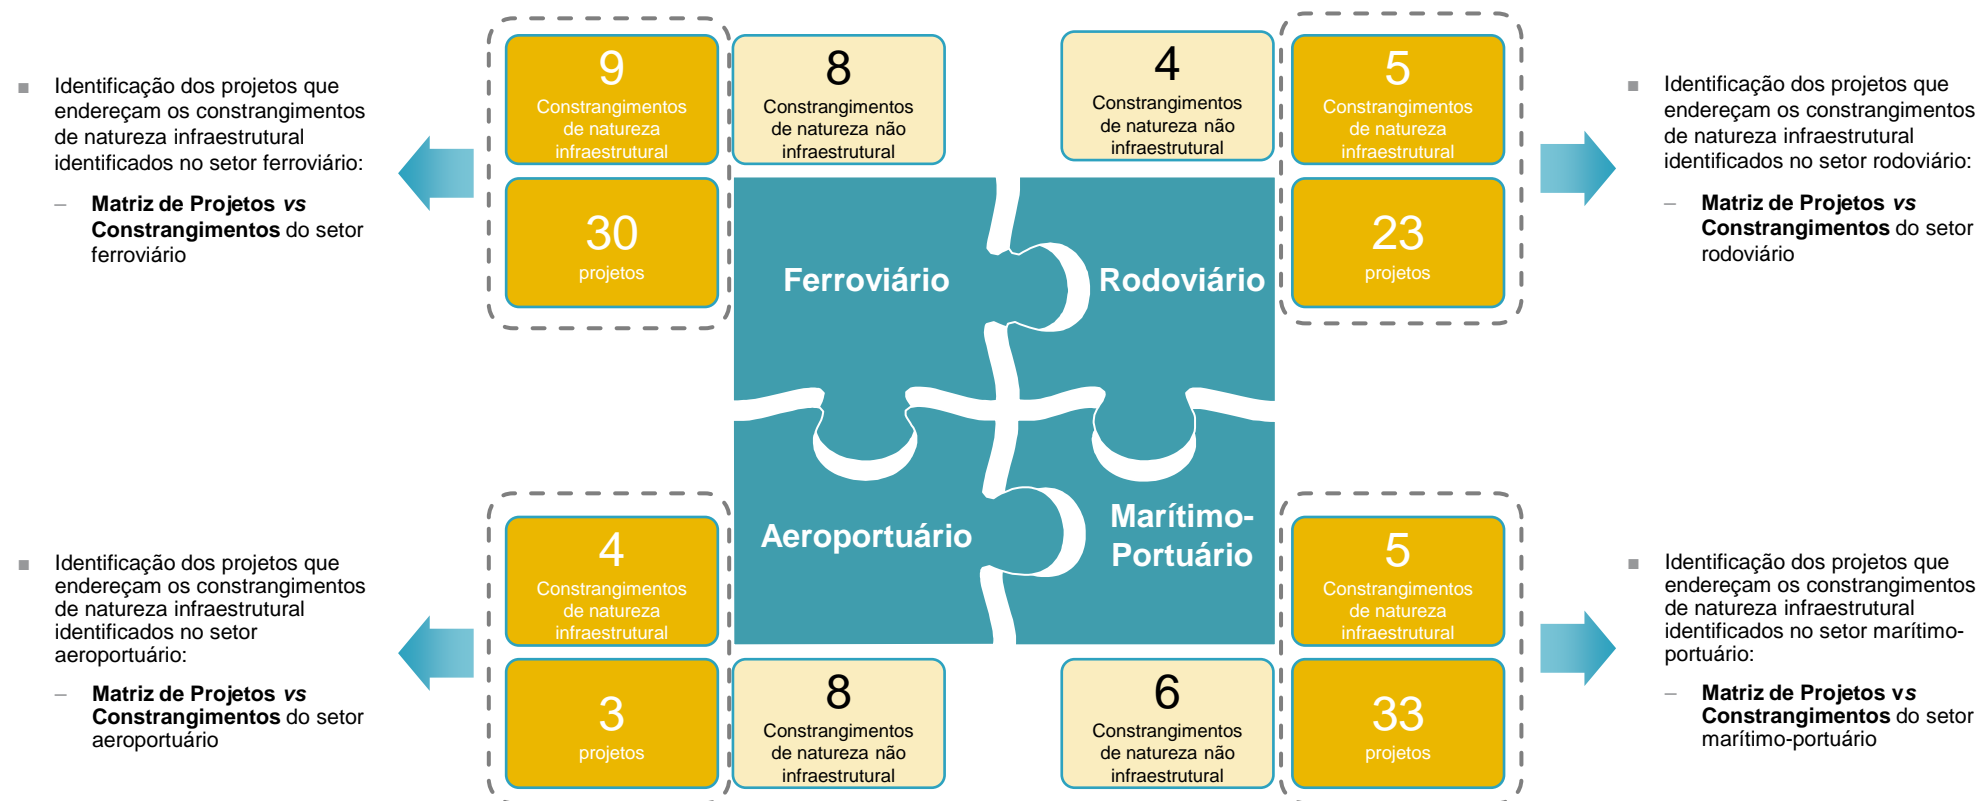 ■ Identificação dos projetos que
endereçam os constrangimentos
de natureza infraestrutural
identificados no setor ferroviário:
– Matriz de Projetos vs
Constrangimentos do setor
ferroviário
9
Constrangimentos
de natureza
infraestrutural
8
Constrangimentos
de natureza não
infraestrutural
30
projetos
4
Constrangimentos
de natureza não
infraestrutural
5
Constrangimentos
de natureza
infraestrutural
23
projetos
■ Identificação dos projetos que
endereçam os constrangimentos
de natureza infraestrutural
identificados no setor rodoviário:
– Matriz de Projetos vs
Constrangimentos do setor
rodoviário
Ferroviário
Rodoviário
Aeroportuário
Marítimo-
Portuário
■ Identificação dos projetos que
endereçam os constrangimentos
de natureza infraestrutural
identificados no setor
aeroportuário:
– Matriz de Projetos vs
Constrangimentos do setor
aeroportuário
4
Constrangimentos
de natureza
infraestrutural
3
projetos
8
Constrangimentos
de natureza não
infraestrutural
6
Constrangimentos
de natureza não
infraestrutural
5
Constrangimentos
de natureza
infraestrutural
33
projetos
■ Identificação dos projetos que
endereçam os constrangimentos
de natureza infraestrutural
identificados no setor marítimo-
portuário:
– Matriz de Projetos vs
Constrangimentos do setor
marítimo-portuário